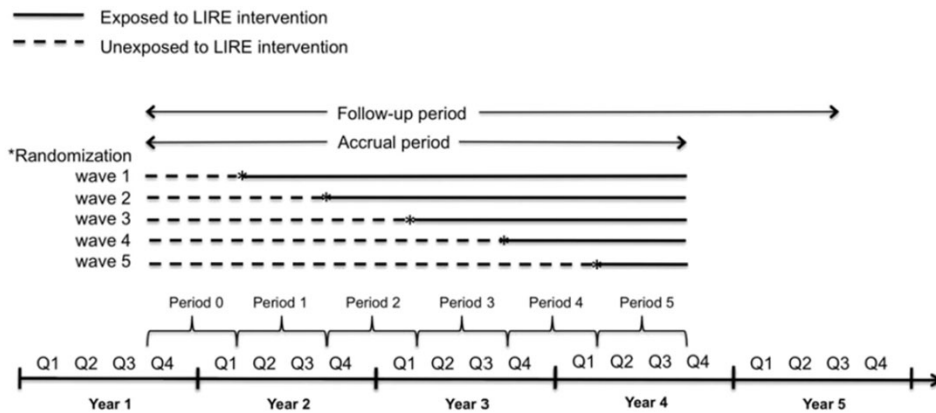 Exposed to LIRE intervention
Unexposed to LIRE intervention
Follow-up period
Accrual period
*Randomization
wave 1
wave 2
wave 3
wave 4
wave 5
Period 0 Period 1 Period 2 Period 3 Period 4 Period 5
Q1 Q2 Q3 Q4 Q1 Q2 Q3 Q4 Q1 Q2 Q3 Q4 Q1 Q2 Q3 Q4 Q1 Q2 Q3 Q4
Year 1 Year 2 Year 3 Year 4 Year 5